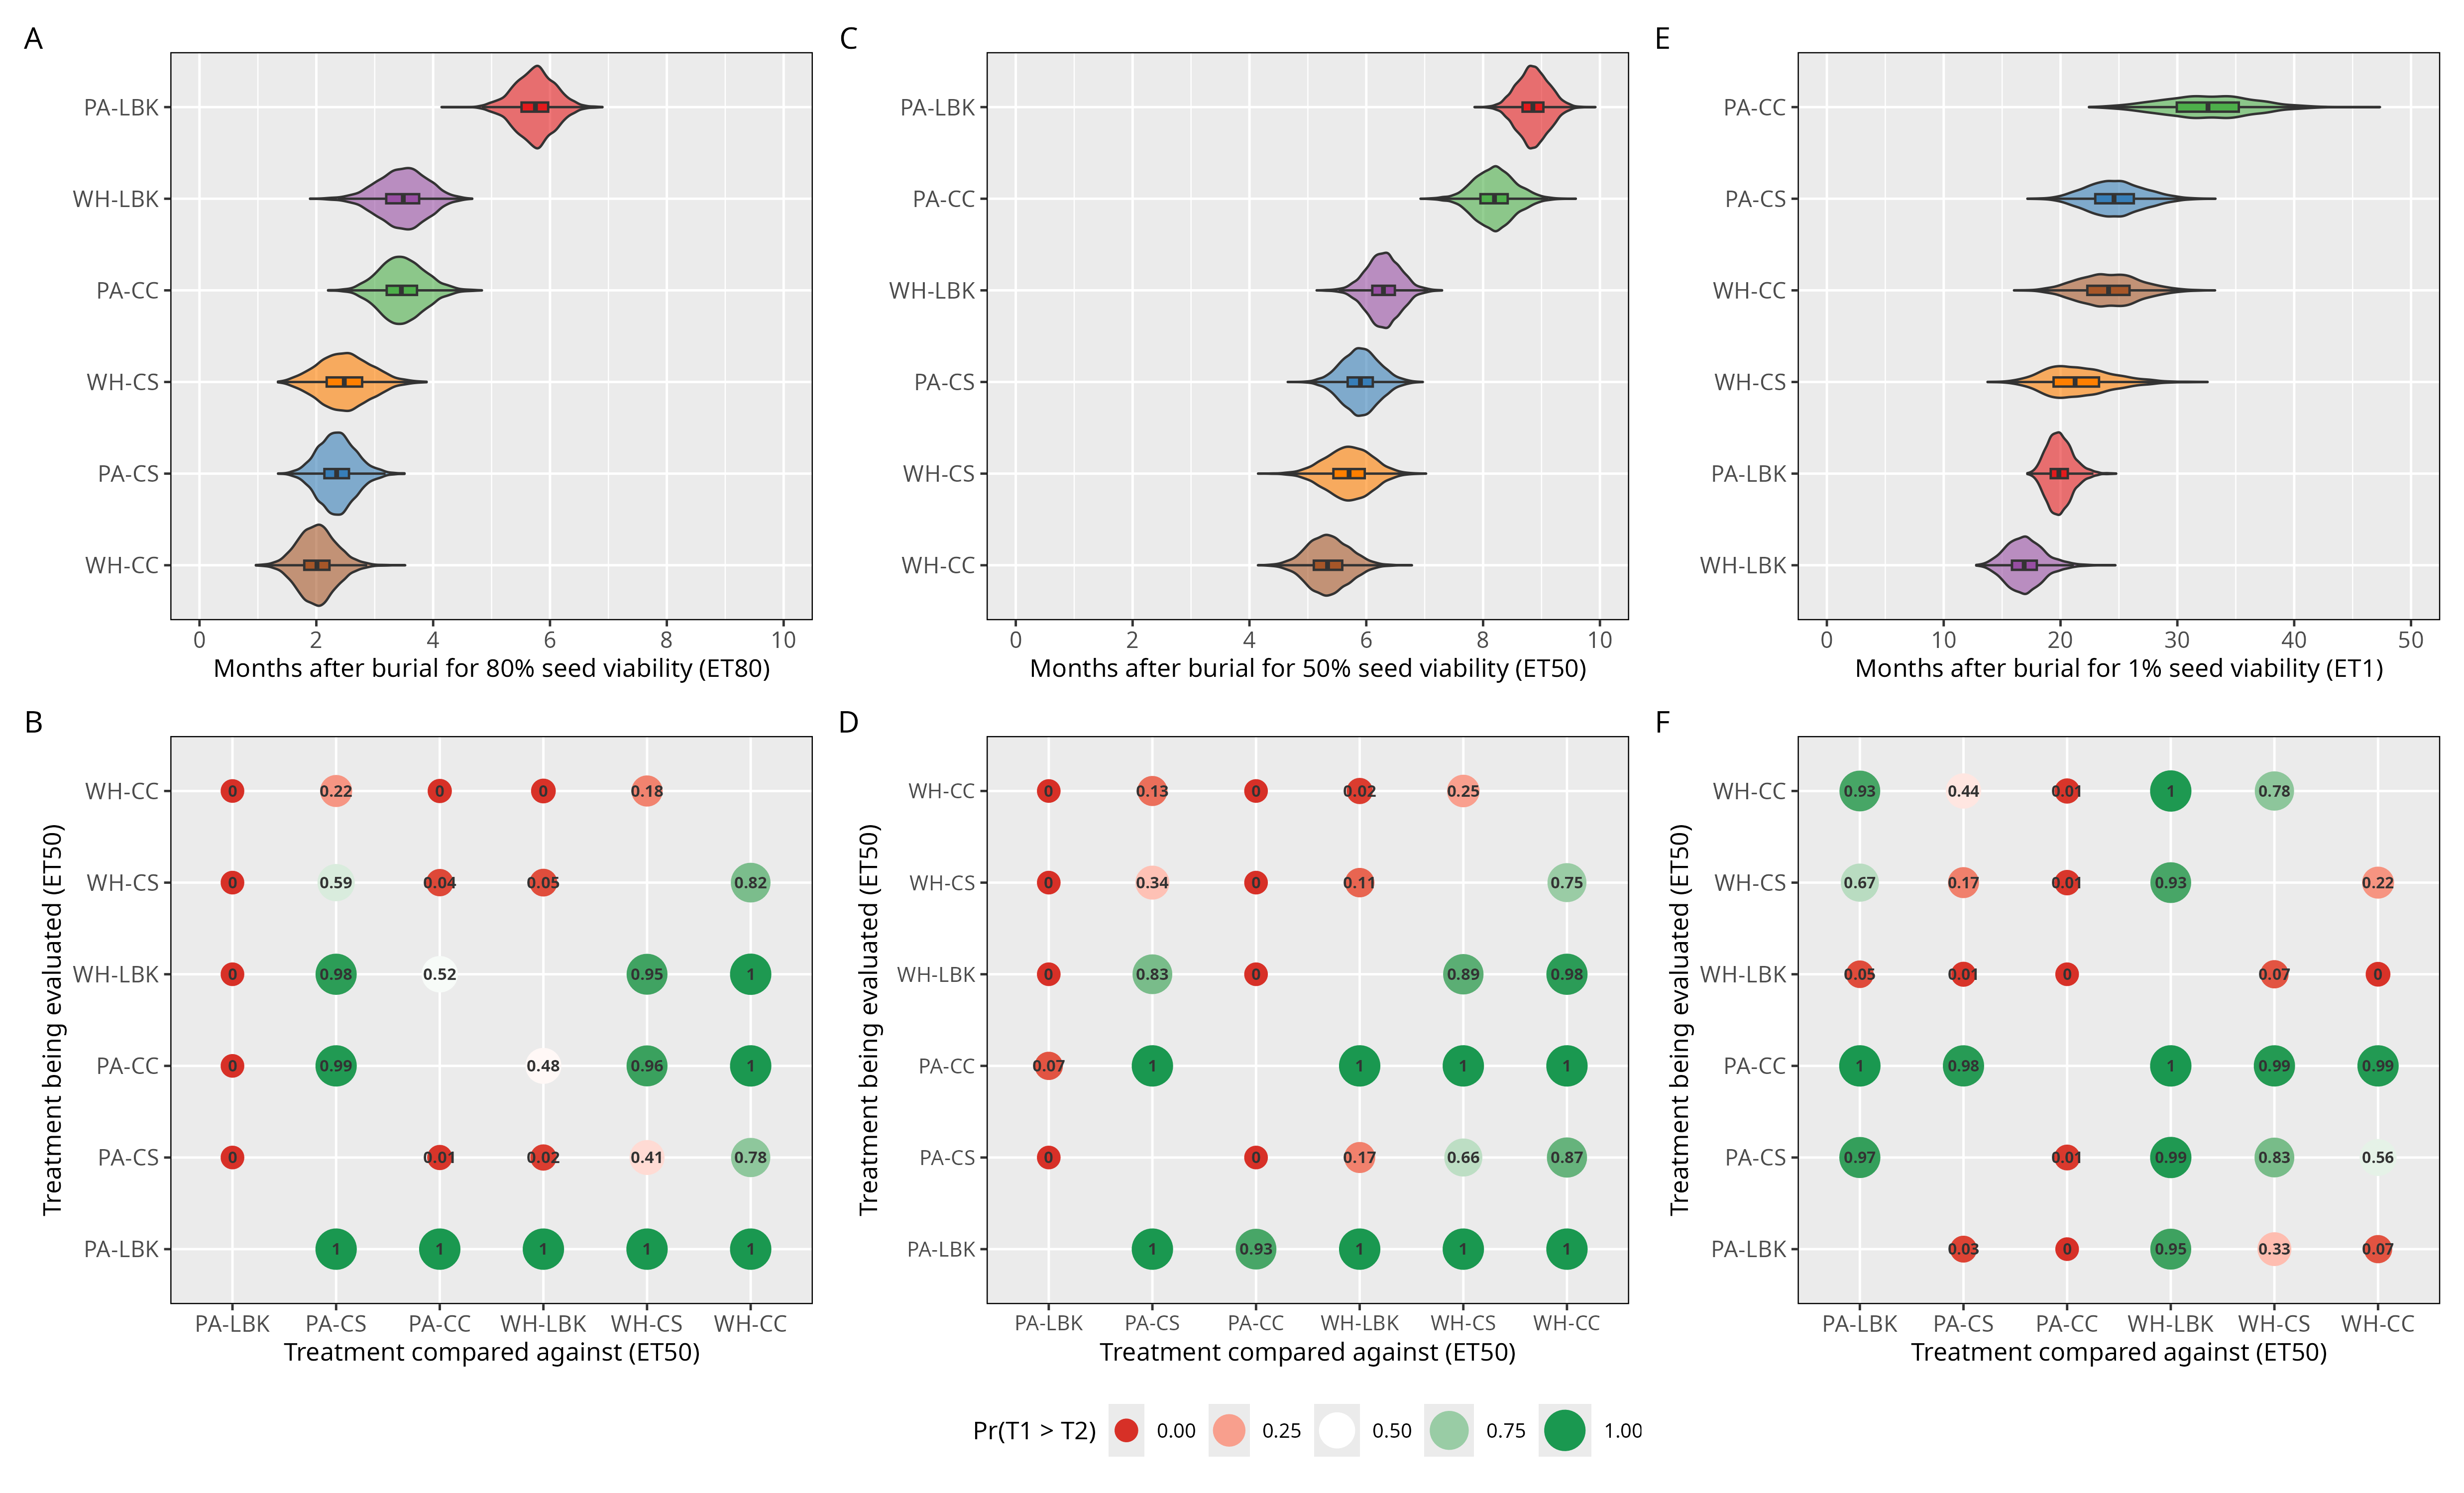 A
PA-LBK
WH-LBK
PA-CC
WH-CS
PA-CS
WH-CC
0 2 4 6 8 10
Months after burial for 80% seed viability (ET80)
C
PA-LBK
PA-CC
WH-LBK
PA-CS
WH-CS
WH-CC
0 2 4 6 8 10
Months after burial for 50% seed viability (ET50)
E
PA-CC
PA-CS
WH-CC
WH-CS
PA-LBK
WH-LBK
0 10 20 30 40 50
Months after burial for 1% seed viability (ET1)
B
Treatment being evaluated (ET50)
WH-CC 0 0.22 0 0 0.18
WH-CS 0 0.59 0.04 0.05 0.82
WH-LBK 0 0.98 0.52 0.95 1
PA-CC 0 0.99 0.48 0.96 1
PA-CS 0 0.01 0.02 0.41 0.78
PA-LBK 1 1 1 1 1
PA-LBK PA-CS PA-CC WH-LBK WH-CS WH-CC
Treatment compared against (ET50)
D
Treatment being evaluated (ET50)
WH-CC 0 0.13 0 0.02 0.25
WH-CS 0 0.34 0 0.11 0.75
WH-LBK 0 0.83 0 0.89 0.98
PA-CC 0.07 1 1 1 1
PA-CS 0 0 0.17 0.66 0.87
PA-LBK 1 0.93 1 1 1
PA-LBK PA-CS PA-CC WH-LBK WH-CS WH-CC
Treatment compared against (ET50)
F
Treatment being evaluated (ET50)
WH-CC 0.93 0.44 0.01 1 0.78
WH-CS 0.67 0.17 0.01 0.93 0.22
WH-LBK 0.05 0.01 0 0.07 0
PA-CC 1 0.98 1 0.99 0.99
PA-CS 0.97 0.01 0.99 0.83 0.56
PA-LBK 0.03 0 0.95 0.33 0.07
PA-LBK PA-CS PA-CC WH-LBK WH-CS WH-CC
Treatment compared against (ET50)
Pr(T1 > T2) 0.00 0.25 0.50 0.75 1.00